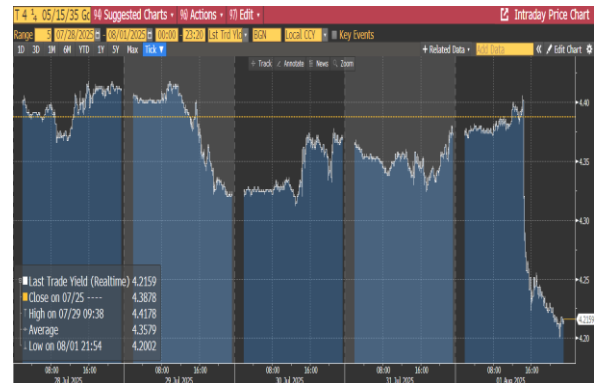 T 4 ¼ 05/15/35 Go 94) Suggested Charts 96) Actions 97) Edit Intraday Price Chart
Range 5 07/28/2025 - 08/01/2025 00:00 - 23:20 Lst Trd Yld BGN Local CCY Key Events
1D 3D 1M 6M YTD 1Y 5Y Max Tick + Related Data Add Data « Edit Chart
+ Track Annotate News Zoom
4.40
4.35
4.30
4.25
4.2159
4.20
Last Trade Yield (Realtime) 4.2159
Close on 07/25 ---- 4.3878
High on 07/29 09:38 4.4178
Average 4.3579
Low on 08/01 21:54 4.2002
08:00 16:00 08:00 16:00 08:00 16:00 08:00 16:00 08:00 16:00
28 Jul 2025 29 Jul 2025 30 Jul 2025 31 Jul 2025 01 Aug 2025